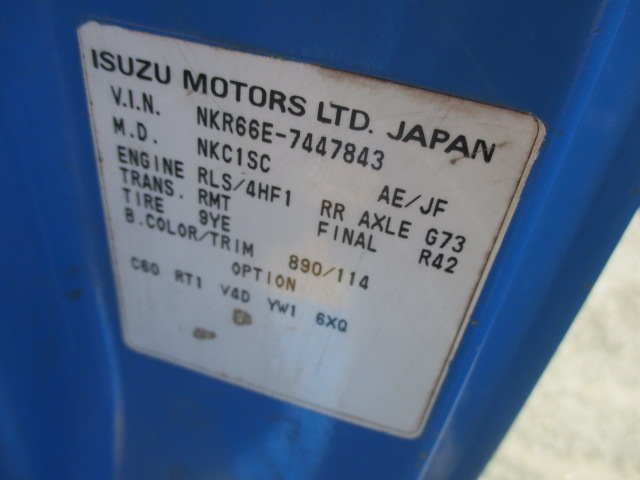 ISUZU MOTORS LTD. JAPAN
V.I.N. NKR66E-7447843
M.D. NKC1SC AE/JF
ENGINE RLS/4HF1 RR AXLE G73
TRANS. RMT FINAL R42
TIRE 9YE
B.COLOR/TRIM 890/114
OPTION
C60 RT1 V4D YW1 6XQ